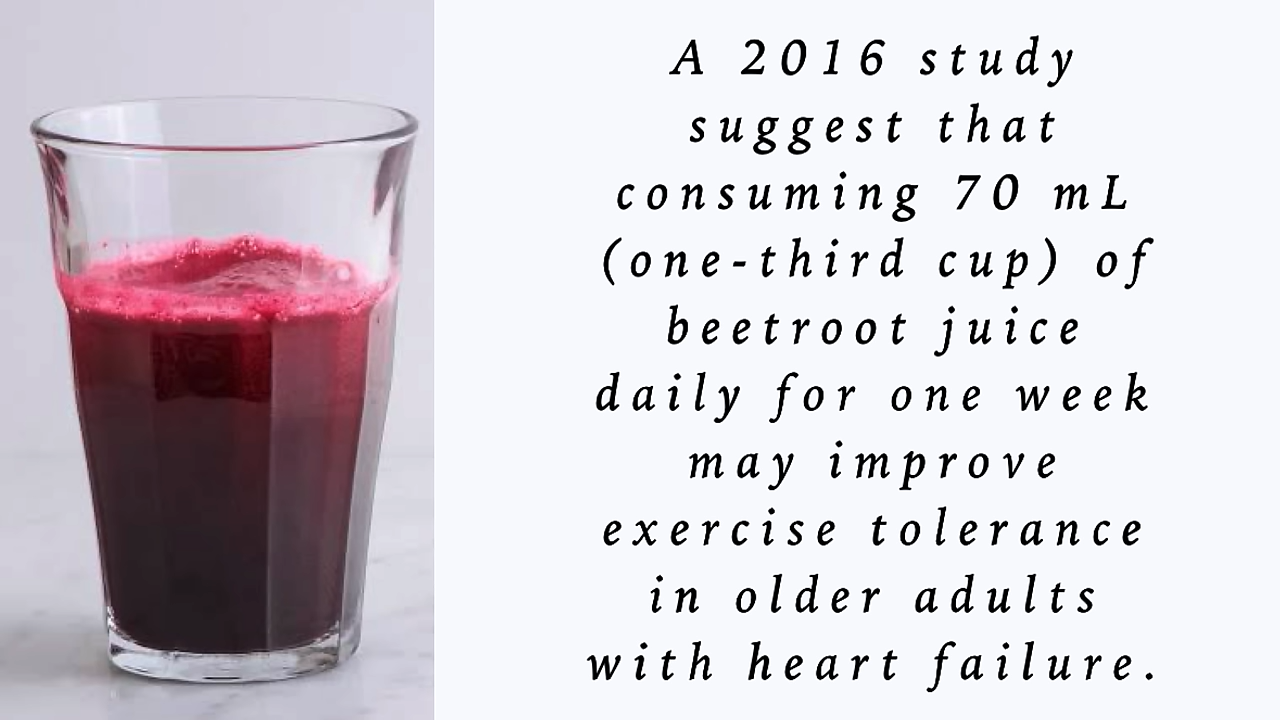 A 2016 study
suggest that
consuming 70 mL
(one-third cup) of
beetroot juice
daily for one week
may improve
exercise tolerance
in older adults
with heart failure.